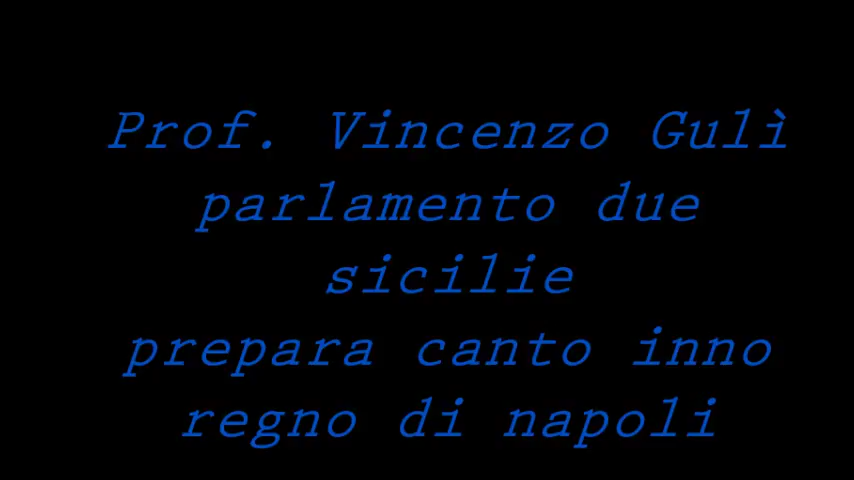 Prof. Vincenzo Gulì
parlamento due
sicilie
prepara canto inno
regno di napoli